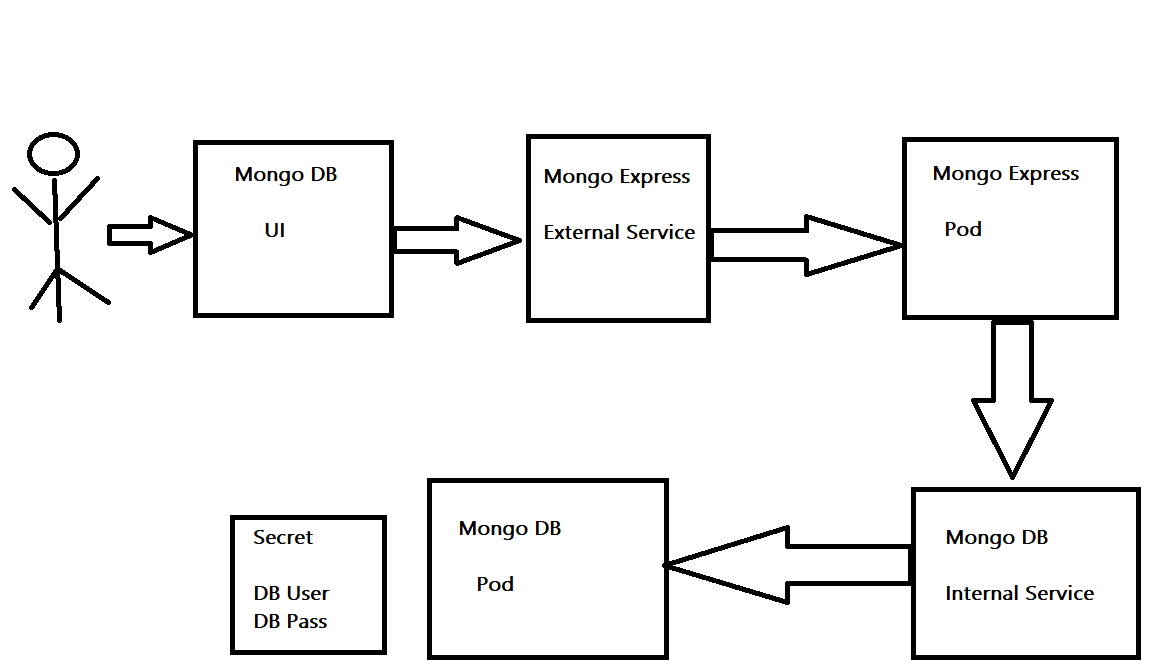 Mongo DB
UI
Mongo Express
External Service
Mongo Express
Pod
Secret
DB User
DB Pass
Mongo DB
Pod
Mongo DB
Internal Service